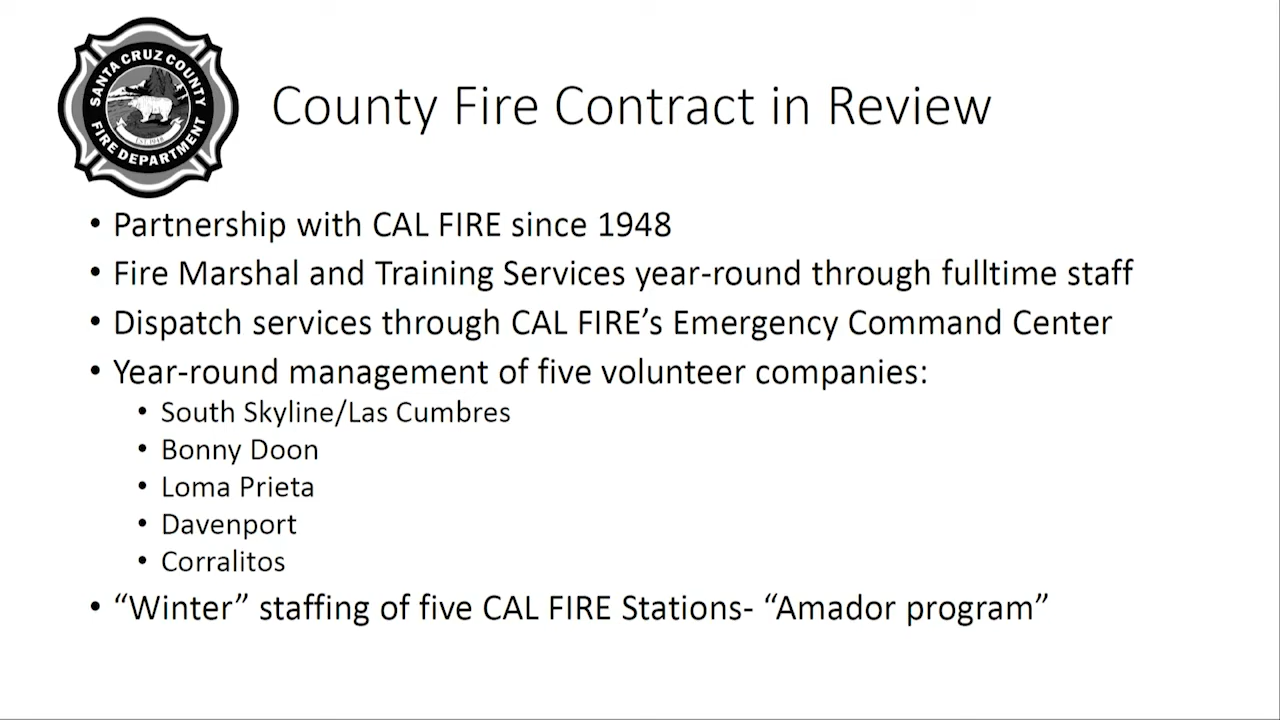 SANTA CRUZ COUNTY
FIRE DEPARTMENT
EST 1948
County Fire Contract in Review
• Partnership with CAL FIRE since 1948
• Fire Marshal and Training Services year-round through fulltime staff
• Dispatch services through CAL FIRE’s Emergency Command Center
• Year-round management of five volunteer companies:
• South Skyline/Las Cumbres
• Bonny Doon
• Loma Prieta
• Davenport
• Corralitos
• “Winter” staffing of five CAL FIRE Stations- “Amador program”